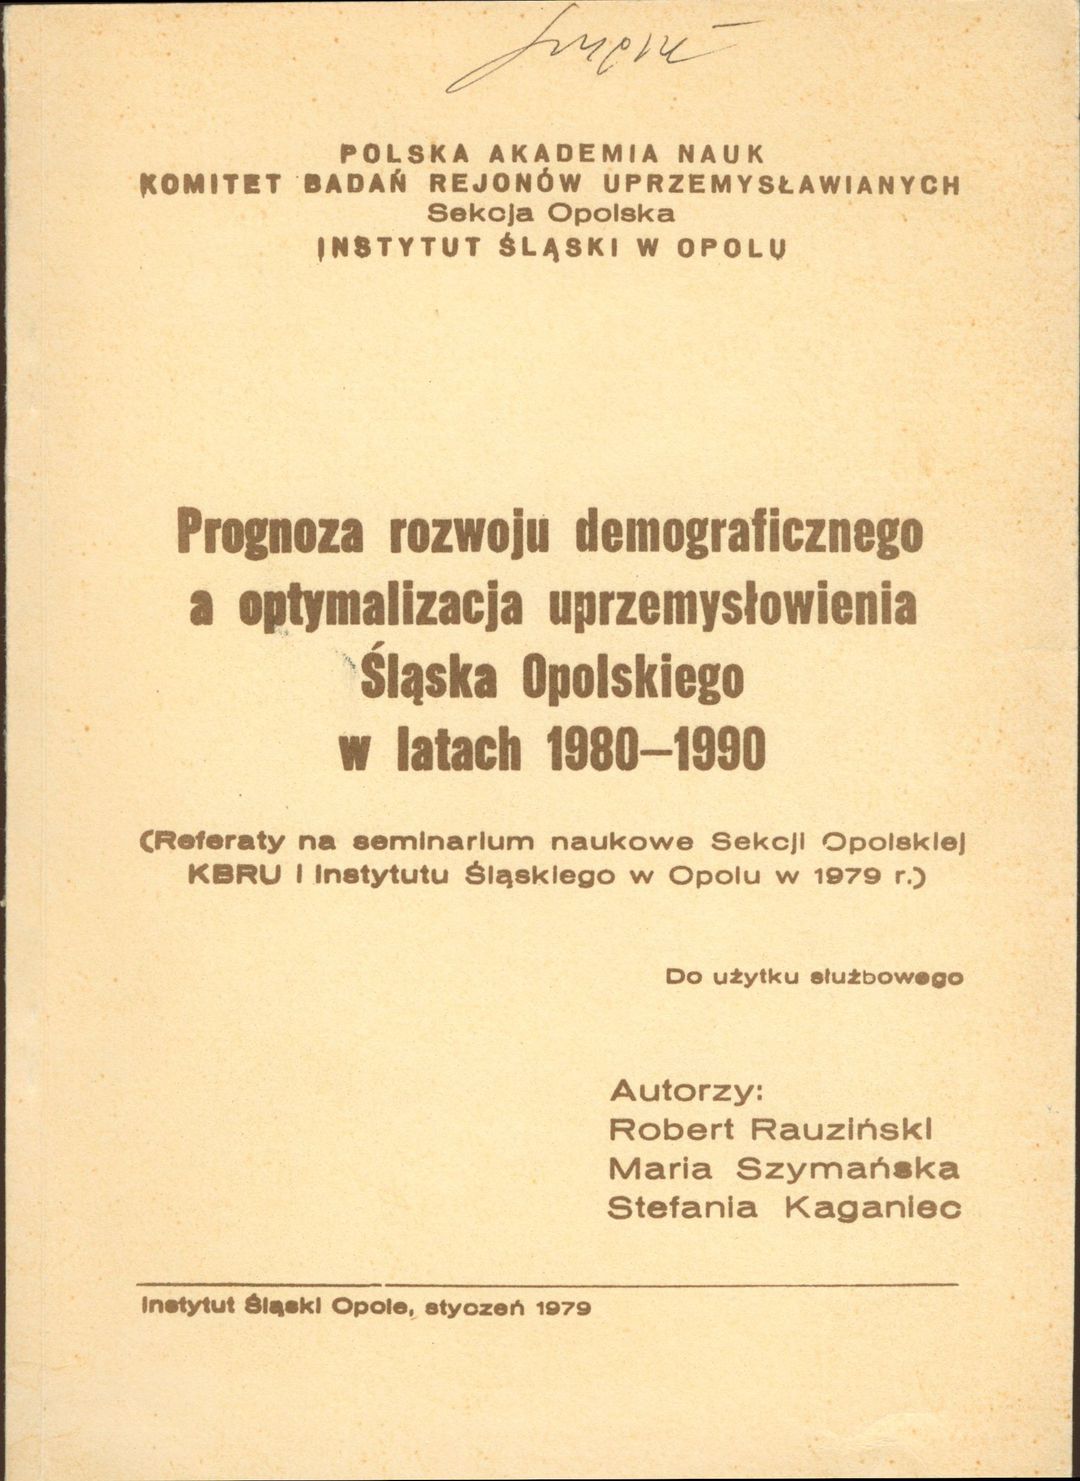 POLSKA AKADEMIA NAUK
KOMITET BADAŃ REJONÓW UPRZEMYSŁAWIANYCH
Sekcja Opolska
INSTYTUT ŚLĄSKI W OPOLU
Prognoza rozwoju demograficznego
a optymalizacja uprzemysłowienia
Śląska Opolskiego
w latach 1980—1990
(Referaty na seminarium naukowe Sekcji Opolskiej
KBRU i Instytutu Śląskiego w Opolu w 1979 r.)
Do użytku służbowego
Autorzy:
Robert Rauziński
Maria Szymańska
Stefania Kaganiec
Instytut Śląski Opole, styczeń 1979